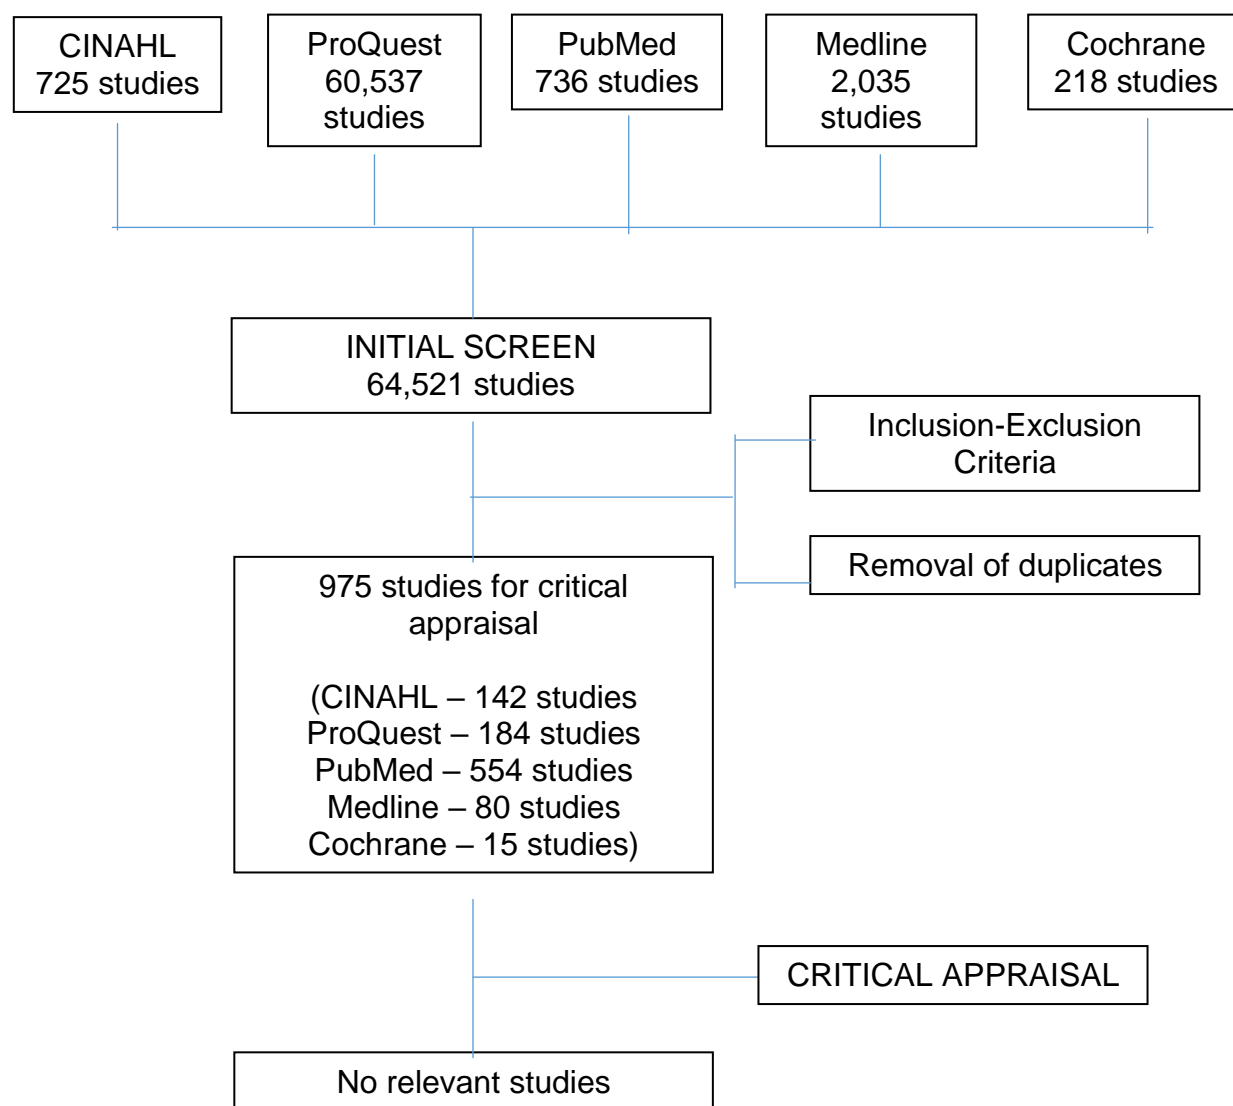 CINAHL
725 studies
ProQuest
60,537
studies
PubMed
736 studies
Medline
2,035
studies
Cochrane
218 studies
INITIAL SCREEN
64,521 studies
Inclusion-Exclusion
Criteria
Removal of duplicates
975 studies for critical
appraisal
(CINAHL – 142 studies
ProQuest – 184 studies
PubMed – 554 studies
Medline – 80 studies
Cochrane – 15 studies)
CRITICAL APPRAISAL
No relevant studies